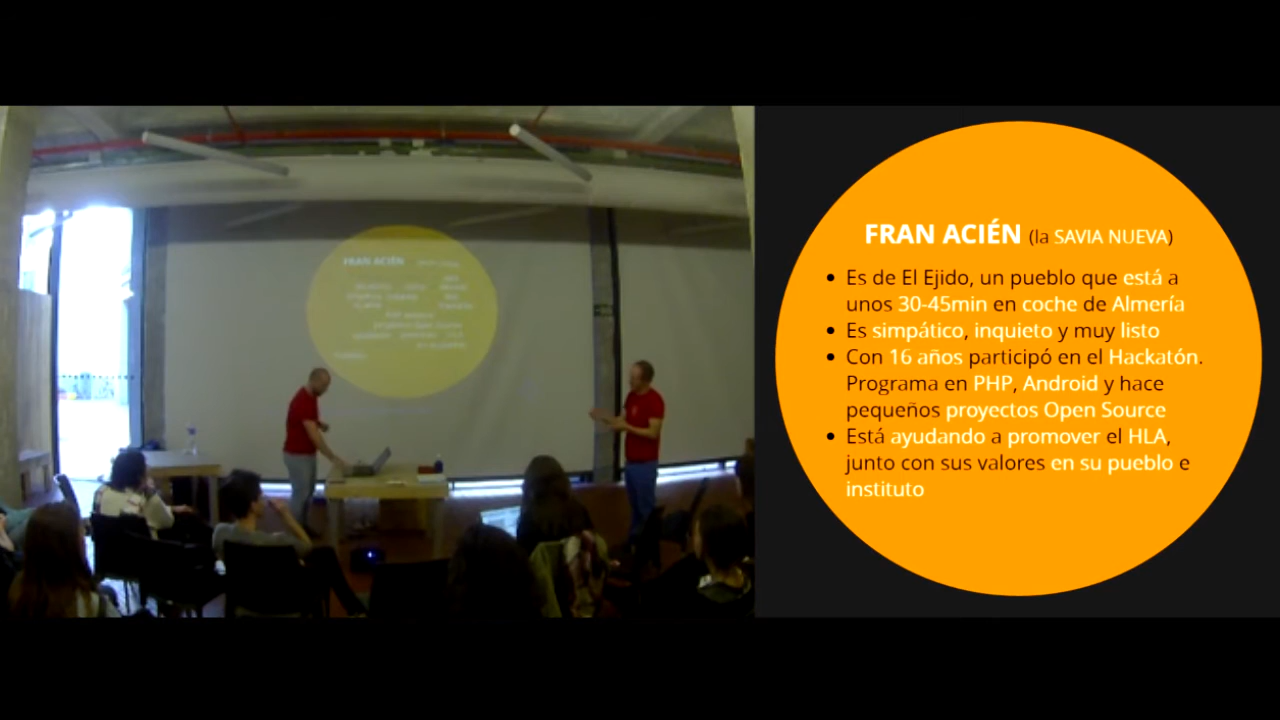 FRAN ACIÉN (la SAVIA NUEVA)
Es de El Ejido, un pueblo que está a
unos 30-45min en coche de Almería
Es simpático, inquieto y muy listo
Con 16 años participó en el Hackatón.
Programa en PHP, Android y hace
pequeños proyectos Open Source
Está ayudando a promover el HLA,
junto con sus valores en su pueblo e
instituto
FRAN ACIÉN